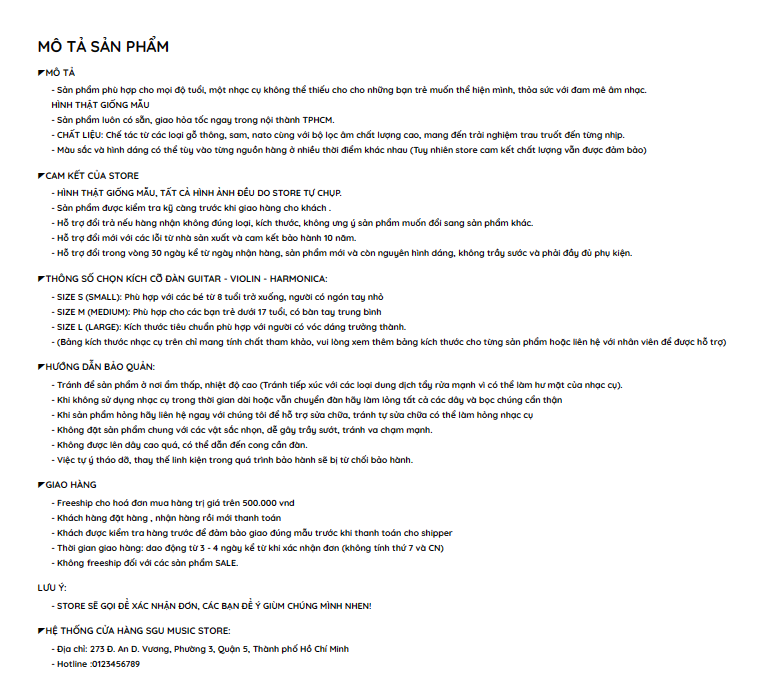 MÔ TẢ SẢN PHẨM
◤MÔ TẢ
- Sản phẩm phù hợp cho mọi độ tuổi, một nhạc cụ không thể thiếu cho cho những bạn trẻ muốn thể hiện mình, thỏa sức với đam mê âm nhạc.
HÌNH THẬT GIỐNG MẪU
- Sản phẩm luôn có sẵn, giao hỏa tốc ngay trong nội thành TPHCM.
- CHẤT LIỆU: Chế tác từ các loại gỗ thông, sam, nato cùng với bộ lọc âm chất lượng cao, mang đến trải nghiệm trau truốt đến từng nhịp.
- Màu sắc và hình dáng có thể tùy vào từng nguồn hàng ở nhiều thời điểm khác nhau (Tuy nhiên store cam kết chất lượng vẫn được đảm bảo)
◤CAM KẾT CỦA STORE
- HÌNH THẬT GIỐNG MẪU, TẤT CẢ HÌNH ẢNH ĐỀU DO STORE TỰ CHỤP.
- Sản phẩm được kiểm tra kỹ càng trước khi giao hàng cho khách .
- Hỗ trợ đổi trả nếu hàng nhận không đúng loại, kích thước, không ưng ý sản phẩm muốn đổi sang sản phẩm khác.
- Hỗ trợ đổi mới với các lỗi từ nhà sản xuất và cam kết bảo hành 10 năm.
- Hỗ trợ đổi trong vòng 30 ngày kể từ ngày nhận hàng, sản phẩm mới và còn nguyên hình dáng, không trầy sước và phải đầy đủ phụ kiện.
◤THÔNG SỐ CHỌN KÍCH CỠ ĐÀN GUITAR - VIOLIN - HARMONICA:
- SIZE S (SMALL): Phù hợp với các bé từ 8 tuổi trở xuống, người có ngón tay nhỏ
- SIZE M (MEDIUM): Phù hợp cho các bạn trẻ dưới 17 tuổi, có bàn tay trung bình
- SIZE L (LARGE): Kích thước tiêu chuẩn phù hợp với người có vóc dáng trưởng thành.
- (Bảng kích thước nhạc cụ trên chỉ mang tính chất tham khảo, vui lòng xem thêm bảng kích thước cho từng sản phẩm hoặc liên hệ với nhân viên để được hỗ trợ)
◤HƯỚNG DẪN BẢO QUẢN:
- Tránh để sản phẩm ở nơi ẩm thấp, nhiệt độ cao (Tránh tiếp xúc với các loại dung dịch tẩy rửa mạnh vì có thể làm hư mặt của nhạc cụ).
- Khi không sử dụng nhạc cụ trong thời gian dài hoặc vẫn chuyển đàn hãy làm lỏng tất cả các dây và bọc chúng cẩn thận
- Khi sản phẩm hỏng hãy liên hệ ngay với chúng tôi để hỗ trợ sửa chữa, tránh tự sửa chữa có thể làm hỏng nhạc cụ
- Không đặt sản phẩm chung với các vật sắc nhọn, dễ gây trầy sướt, tránh va chạm mạnh.
- Không được lên dây cao quá, có thể dẫn đến cong cần đàn.
- Việc tự ý tháo dỡ, thay thế linh kiện trong quá trình bảo hành sẽ bị từ chối bảo hành.
◤GIAO HÀNG
- Freeship cho hoá đơn mua hàng trị giá trên 500.000 vnd
- Khách hàng đặt hàng , nhận hàng rồi mới thanh toán
- Khách được kiểm tra hàng trước để đảm bảo giao đúng mẫu trước khi thanh toán cho shipper
- Thời gian giao hàng: dao động từ 3 - 4 ngày kể từ khi xác nhận đơn (không tính thứ 7 và CN)
- Không freeship đối với các sản phẩm SALE.
LƯU Ý:
- STORE SẼ GỌI ĐỂ XÁC NHẬN ĐƠN, CÁC BẠN ĐỂ Ý GIÙM CHÚNG MÌNH NHEN!
◤HỆ THỐNG CỬA HÀNG SGU MUSIC STORE:
- Địa chỉ: 273 Đ. An D. Vương, Phường 3, Quận 5, Thành phố Hồ Chí Minh
- Hotline :0123456789